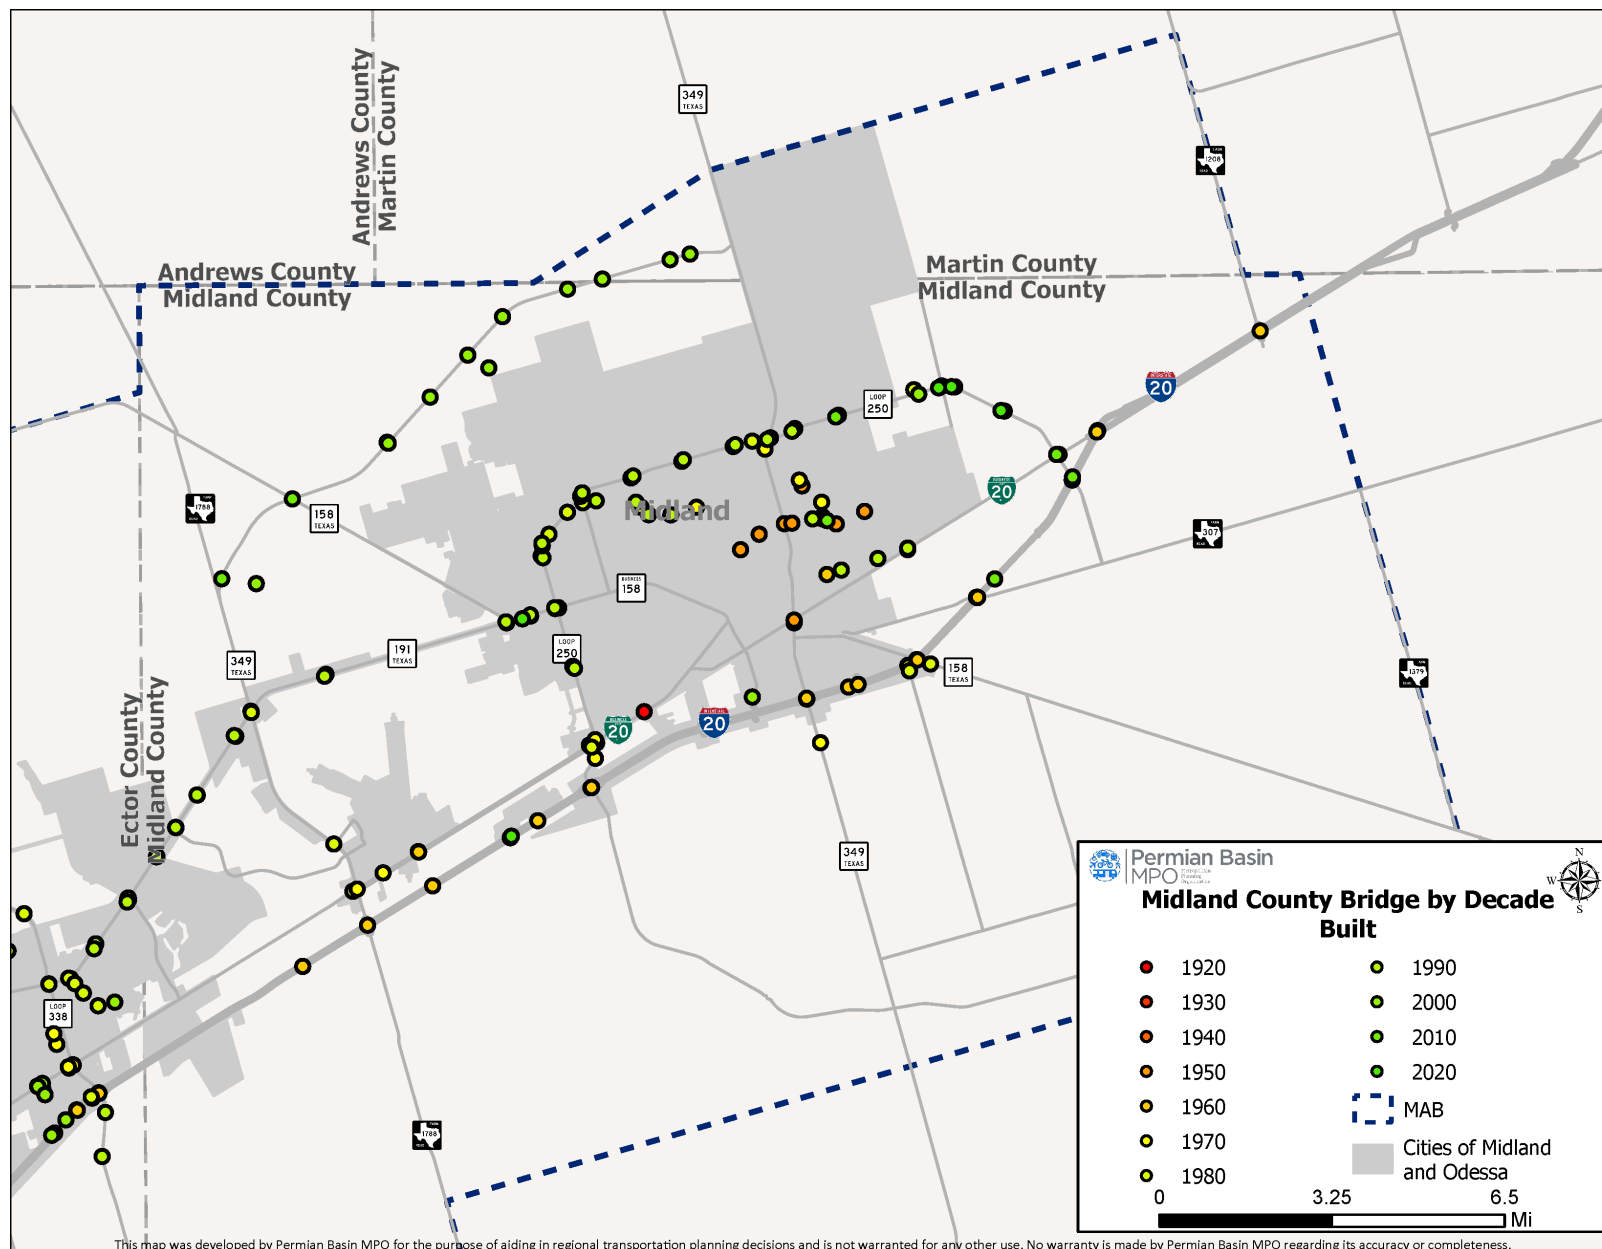 349
TEXAS
Andrews County
Martin County
1208
Andrews County
Midland County
Martin County
Midland County
20
LOOP
250
1788
158
TEXAS
Midland
20
307
BUSINESS
158
191
TEXAS
LOOP
250
349
TEXAS
158
TEXAS
1379
Ector County
Midland County
20
20
349
TEXAS
LOOP
338
1788
Permian Basin
MPO
Metropolitan
Planning
Organization
N
W
S
Midland County Bridge by Decade
Built
1920
1930
1940
1950
1960
1970
1980
1990
2000
2010
2020
MAB
Cities of Midland
and Odessa
0 3.25 6.5
Mi
This map was developed by Permian Basin MPO for the purpose of aiding in regional transportation planning decisions and is not warranted for any other use. No warranty is made by Permian Basin MPO regarding its accuracy or completeness.